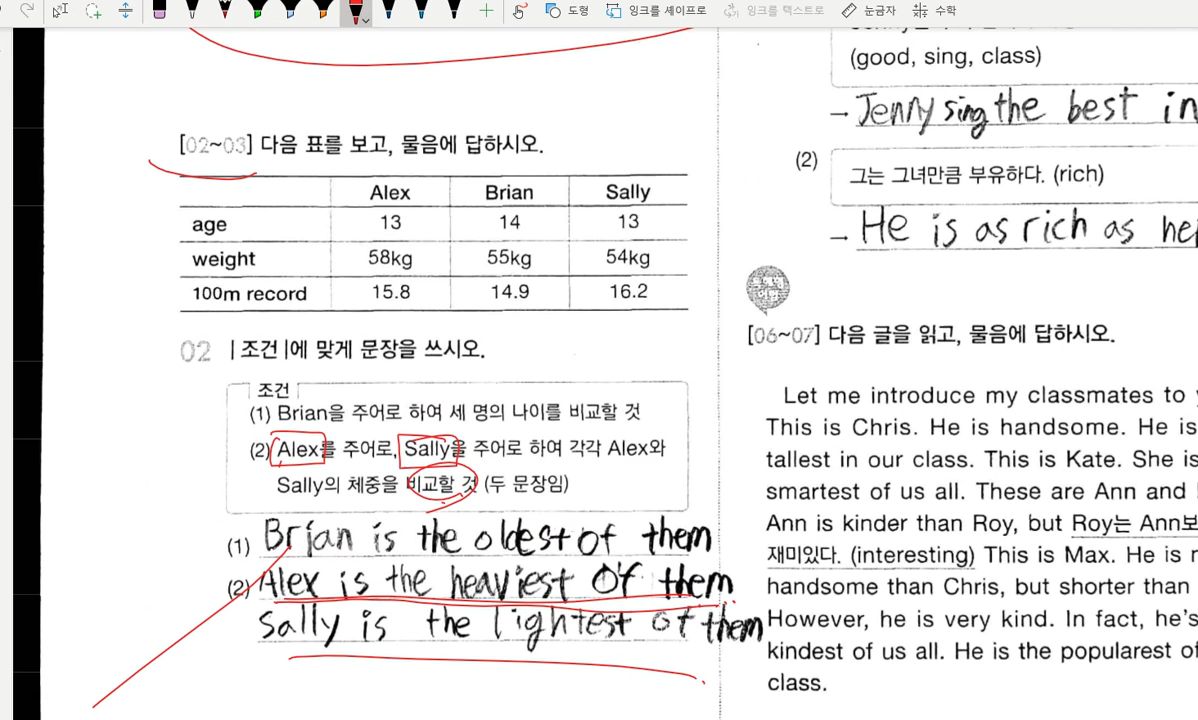 도형
잉크를 셰이프로
잉크를 텍스트로
눈금자
수학
[02~03] 다음 표를 보고, 물음에 답하시오.
Alex Brian Sally
age 13 14 13
weight 58kg 55kg 54kg
100m record 15.8 14.9 16.2
02 |조건|에 맞게 문장을 쓰시오.
조건
(1) Brian을 주어로 하여 세 명의 나이를 비교할 것
(2) Alex를 주어로, Sally을 주어로 하여 각각 Alex와
Sally의 체중을 비교할 것 (두 문장임)
(1) Brian is the oldest of them
(2) Alex is the heaviest of them
Sally is the lightest of them
(good, sing, class)
→ Jenny sing the best in
(2)
그는 그녀만큼 부유하다. (rich)
→ He is as rich as her
[06~07] 다음 글을 읽고, 물음에 답하시오.
Let me introduce my classmates to
This is Chris. He is handsome. He is
tallest in our class. This is Kate. She is
smartest of us all. These are Ann and
Ann is kinder than Roy, but Roy는 Ann보
재미있다. (interesting) This is Max. He is
handsome than Chris, but shorter than
However, he is very kind. In fact, he's
kindest of us all. He is the popularest of
class.